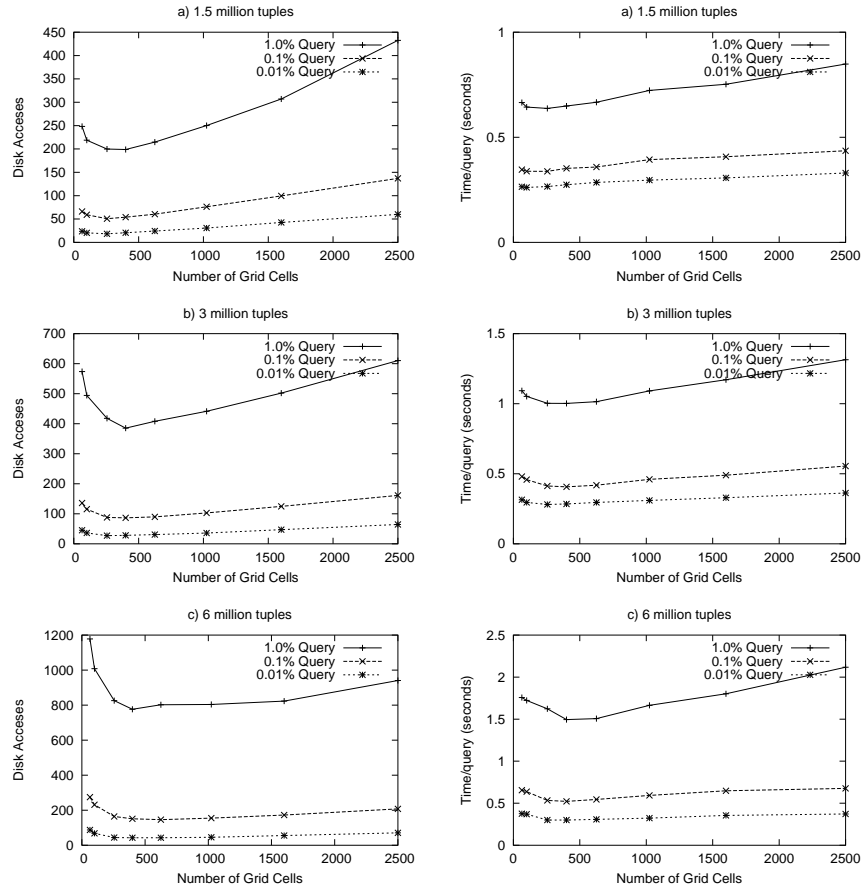 a) 1.5 million tuples
450
400
350
300
250
200
150
100
50
0
Disk Acceses
1.0% Query
0.1% Query
0.01% Query
0 500 1000 1500 2000 2500
Number of Grid Cells
a) 1.5 million tuples
1
0.5
0
Time/query (seconds)
1.0% Query
0.1% Query
0.01% Query
0 500 1000 1500 2000 2500
Number of Grid Cells
b) 3 million tuples
700
600
500
400
300
200
100
0
Disk Acceses
1.0% Query
0.1% Query
0.01% Query
0 500 1000 1500 2000 2500
Number of Grid Cells
b) 3 million tuples
1.5
1
0.5
0
Time/query (seconds)
1.0% Query
0.1% Query
0.01% Query
0 500 1000 1500 2000 2500
Number of Grid Cells
c) 6 million tuples
1200
1000
800
600
400
200
0
Disk Acceses
1.0% Query
0.1% Query
0.01% Query
0 500 1000 1500 2000 2500
Number of Grid Cells
c) 6 million tuples
2.5
2
1.5
1
0.5
0
Time/query (seconds)
1.0% Query
0.1% Query
0.01% Query
0 500 1000 1500 2000 2500
Number of Grid Cells